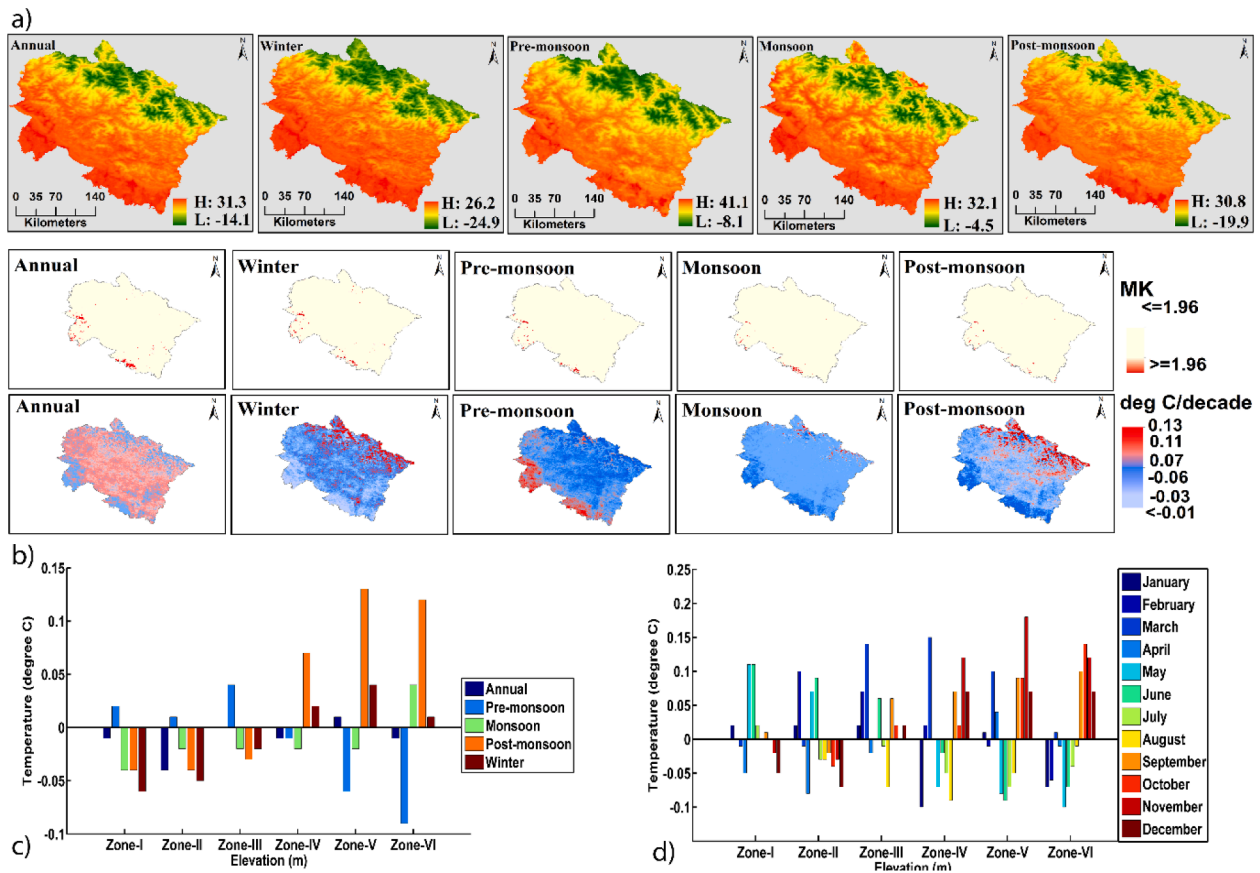 a)
Annual
N
Winter
N
Pre-monsoon
N
Monsoon
N
Post-monsoon
N
0 35 70 140
Kilometers
H: 31.3
L: -14.1
0 35 70 140
Kilometers
H: 26.2
L: -24.9
0 35 70 140
Kilometers
H: 41.1
L: -8.1
0 35 70 140
Kilometers
H: 32.1
L: -4.5
0 35 70 140
Kilometers
H: 30.8
L: -19.9
Annual
N
Winter
N
Pre-monsoon
N
Monsoon
N
Post-monsoon
N
MK
<=1.96
>=1.96
Annual
N
Winter
N
Pre-monsoon
N
Monsoon
N
Post-monsoon
N
deg C/decade
0.13
0.11
0.07
-0.06
-0.03
<-0.01
b)
Temperature (degree C)
0.15
0.1
0.05
0
-0.05
-0.1
Annual
Pre-monsoon
Monsoon
Post-monsoon
Winter
Zone-I Zone-II Zone-III Zone-IV Zone-V Zone-VI
Elevation (m)
c)
Temperature (degree C)
0.25
0.2
0.15
0.1
0.05
0
-0.05
-0.1
January
February
March
April
May
June
July
August
September
October
November
December
Zone-I Zone-II Zone-III Zone-IV Zone-V Zone-VI
Elevation (m)
d)